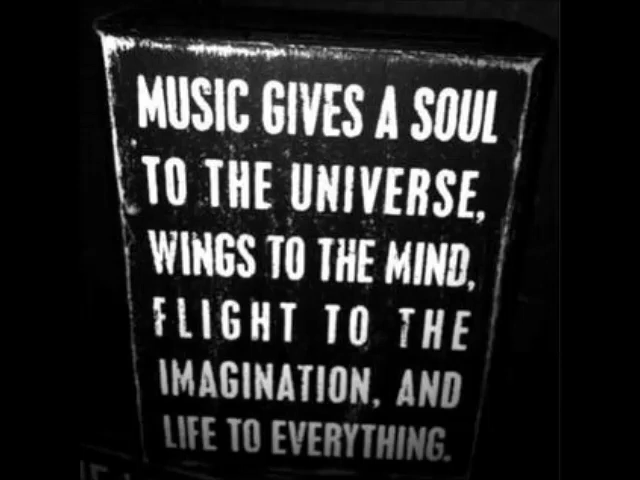 MUSIC GIVES A SOUL
TO THE UNIVERSE,
WINGS TO THE MIND,
FLIGHT TO THE
IMAGINATION, AND
LIFE TO EVERYTHING.